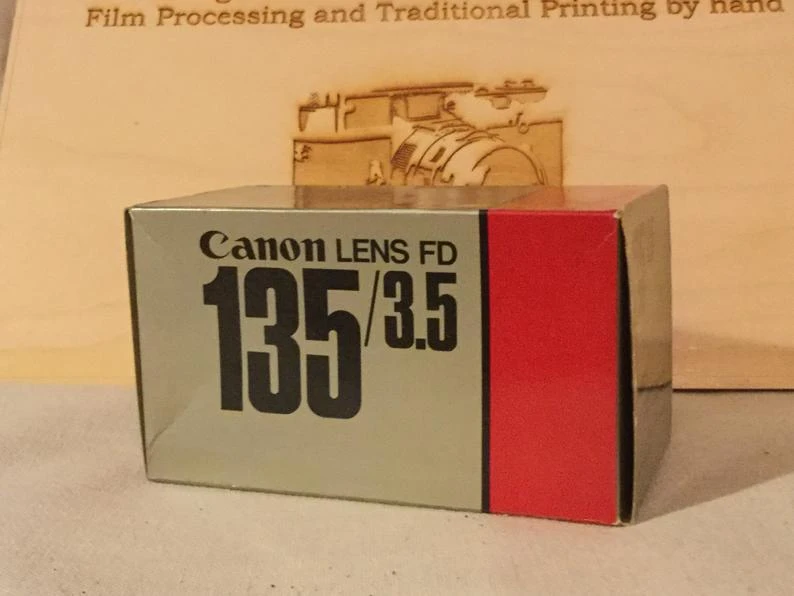 Film Processing and Traditional Printing by hand
Canon LENS FD
135/3.5